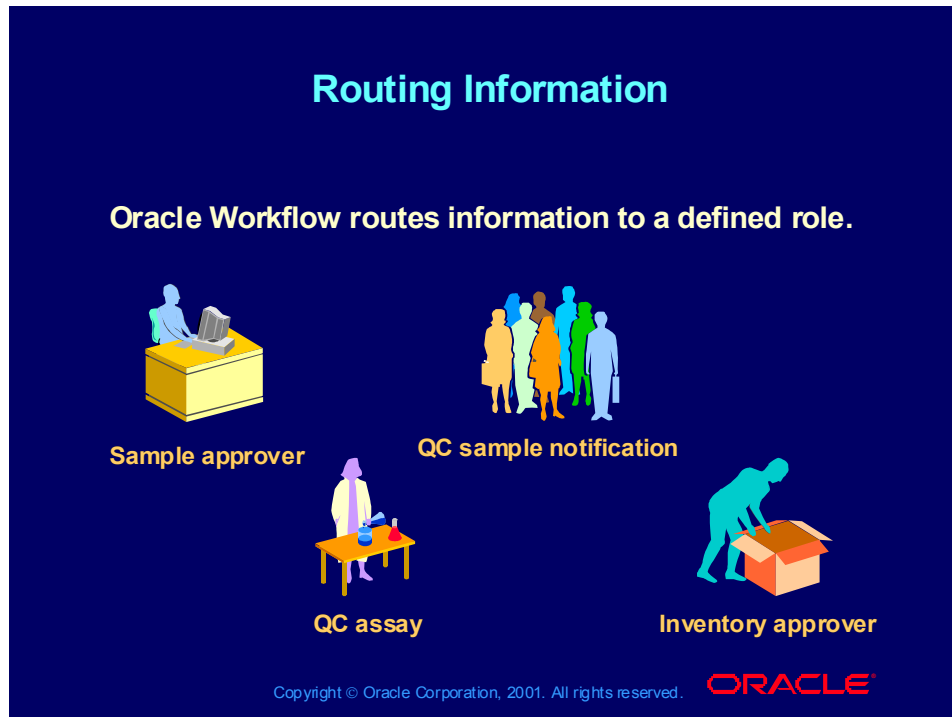 Routing Information
Oracle Workflow routes information to a defined role.
Sample approver
QC sample notification
QC assay
Inventory approver
Copyright © Oracle Corporation, 2001. All rights reserved.
ORACLE®